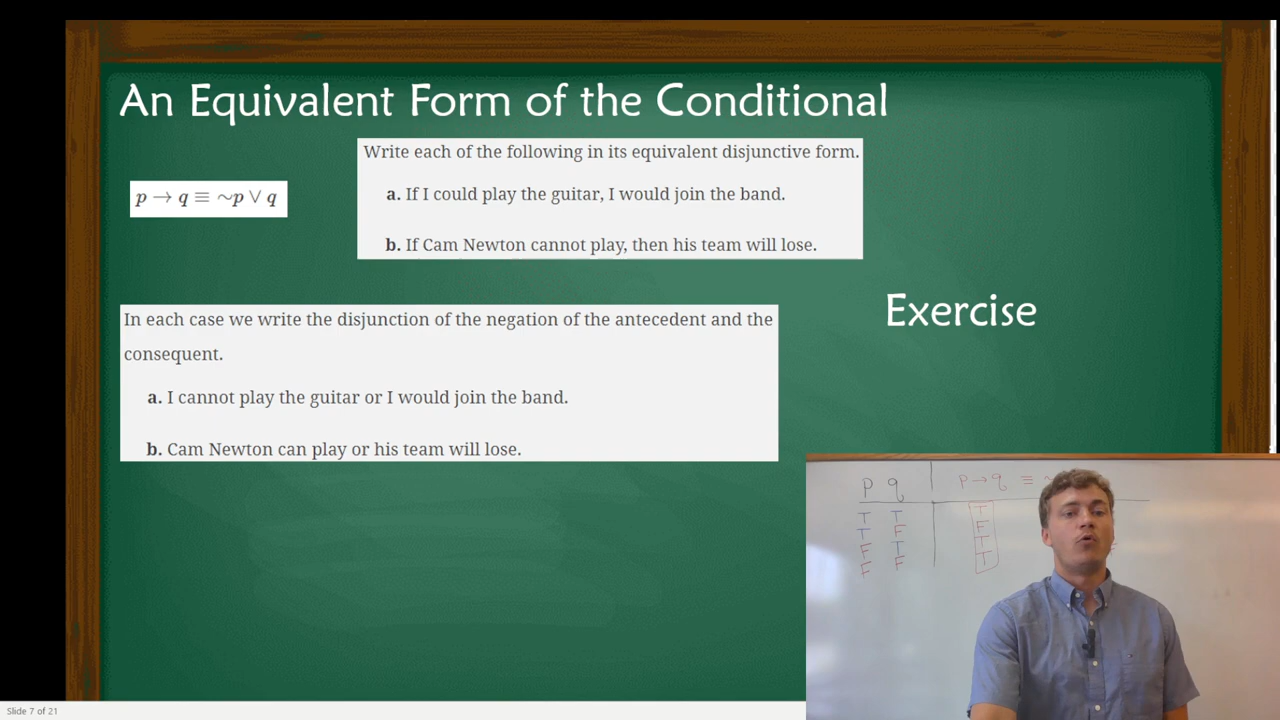 An Equivalent Form of the Conditional
p → q ≡ ~p ∨ q
Write each of the following in its equivalent disjunctive form.
a. If I could play the guitar, I would join the band.
b. If Cam Newton cannot play, then his team will lose.
In each case we write the disjunction of the negation of the antecedent and the
consequent.
a. I cannot play the guitar or I would join the band.
b. Cam Newton can play or his team will lose.
Exercise
p q p → q ≡ ~
T T T
T F F
F T T
F F T
Slide 7 of 21